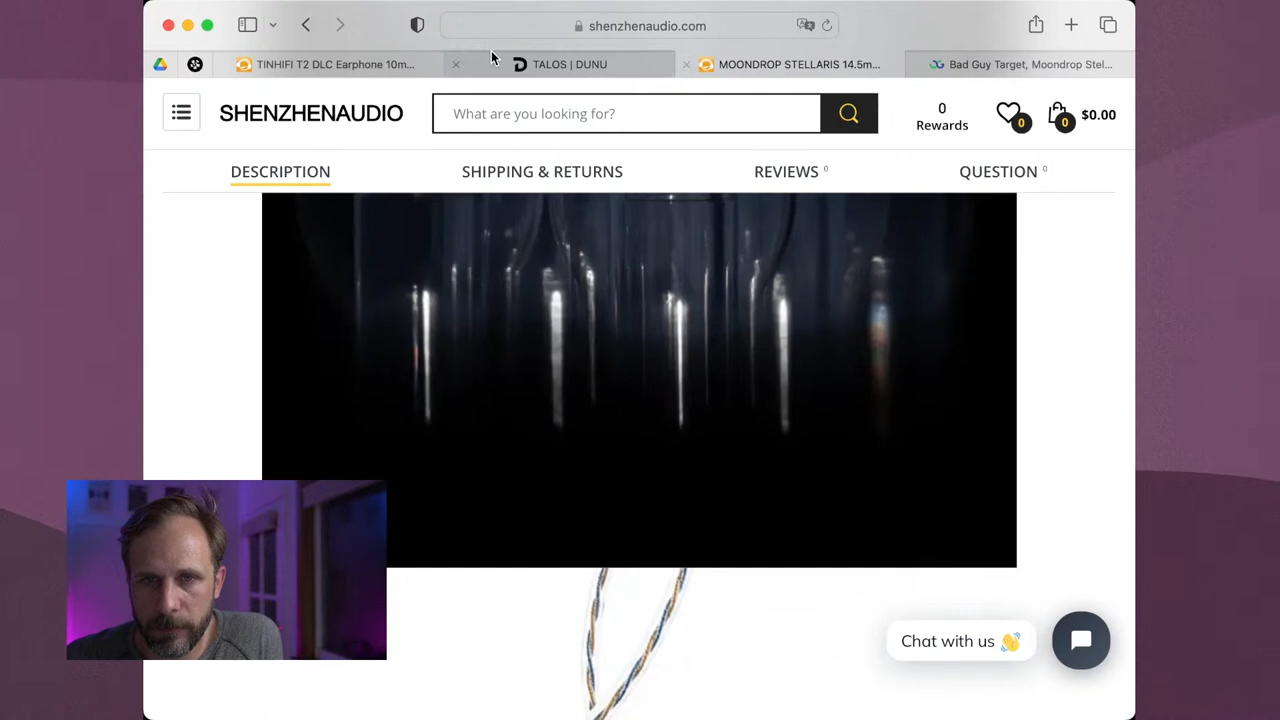 shenzhenaudio.com
TINHIFI T2 DLC Earphone 10m...
TALOS | DUNU
MOONDROP STELLARIS 14.5m...
Bad Guy Target, Moondrop Stel...
SHENZHENAUDIO
What are you looking for?
0
Rewards
0
0
$0.00
DESCRIPTION
SHIPPING & RETURNS
REVIEWS 0
QUESTION 0
Chat with us 👋